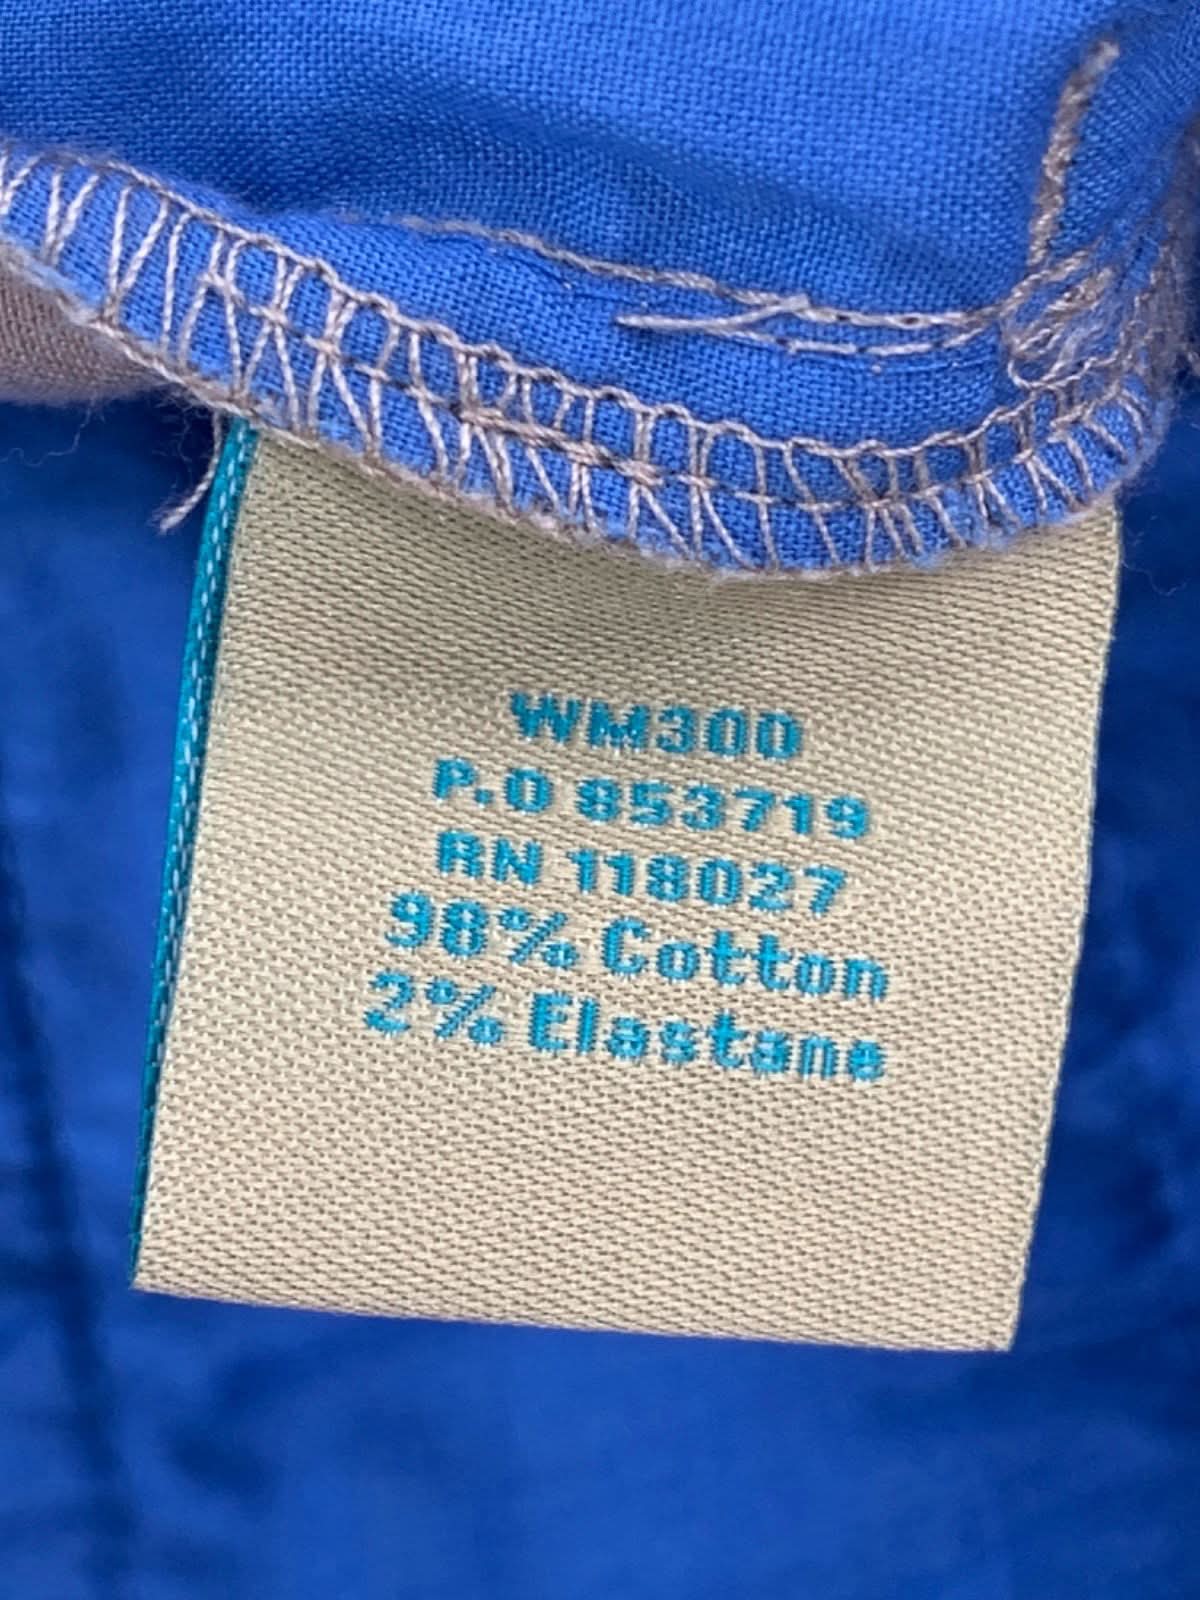 WM300
P.O 853719
RN 118027
98% Cotton
2% Elastane